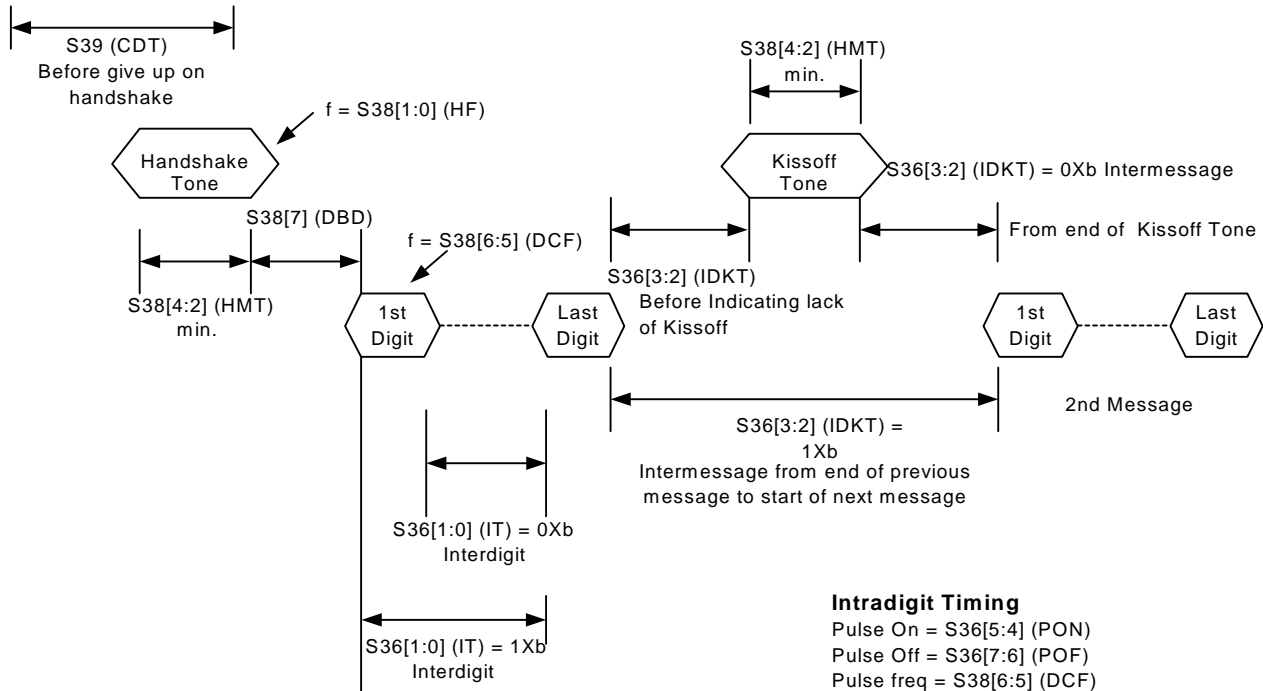 S39 (CDT)
Before give up on
handshake
f = S38[1:0] (HF)
Handshake
Tone
S38[7] (DBD)
S38[4:2] (HMT)
min.
f = S38[6:5] (DCF)
1st
Digit
Last
Digit
S38[4:2] (HMT)
min.
Kissoff
Tone
S36[3:2] (IDKT) = 0Xb Intermessage
From end of Kissoff Tone
S36[3:2] (IDKT)
Before Indicating lack
of Kissoff
1st
Digit
Last
Digit
2nd Message
S36[3:2] (IDKT) =
1Xb
Intermessage from end of previous
message to start of next message
S36[1:0] (IT) = 0Xb
Interdigit
S36[1:0] (IT) = 1Xb
Interdigit
Intradigit Timing
Pulse On = S36[5:4] (PON)
Pulse Off = S36[7:6] (POF)
Pulse freq = S38[6:5] (DCF)